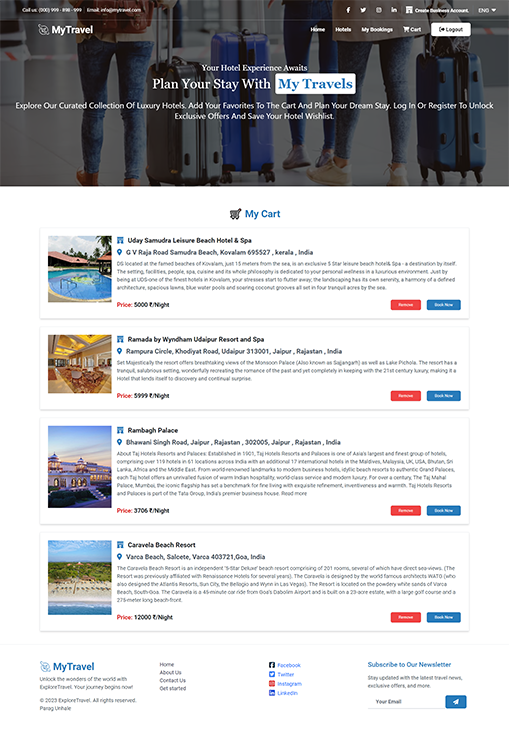 Call us: (000) 999 - 898 - 999 Email: info@mytravel.com Create Business Account. ENG
MyTravel Home Hotels My Bookings Cart Logout
Your Hotel Experience Awaits
Plan Your Stay With My Travels
Explore Our Curated Collection Of Luxury Hotels. Add Your Favorites To The Cart And Plan Your Dream Stay. Log In Or Register To Unlock
Exclusive Offers And Save Your Hotel Wishlist.
My Cart
Uday Samudra Leisure Beach Hotel & Spa
G V Raja Road Samudra Beach, Kovalam 695527 , kerala , India
DG located at the famed beaches of Kovalam, just 15 meters from the sea, is an exclusive 5 Star leisure beach hotel& Spa - a destination by itself.
The setting, facilities, people, spa, cuisine and its whole philosophy is dedicated to your personal wellness in a luxurious environment. Just by
being at UDS-one of the finest hotels in Kovalam, your stresses start to flutter away; the landscaping has its own serenity, a harmony of a defined
architecture, spacious lawns, blue water pools and soaring coconut grooves all set in four tranquil acres by the sea.
Price: 5000 ₹/Night Remove Book Now
Ramada by Wyndham Udaipur Resort and Spa
Rampura Circle, Khodiyat Road, Udaipur 313001, Jaipur , Rajastan , India
Set Majestically the resort offers breathtaking views of the Monsoon Palace (Also known as Sajjangarh) as well as Lake Pichola. The resort has a
tranquil, salubrious setting, wonderfully recreating the romance of the past and yet completely in keeping with the 21st century luxury, making it a
Hotel that lends itself to discovery and continual surprise.
Price: 5999 ₹/Night Remove Book Now
Rambagh Palace
Bhawani Singh Road, Jaipur , Rajastan , 302005, Jaipur , Rajastan , India
About Taj Hotels Resorts and Palaces: Established in 1901, Taj Hotels Resorts and Palaces is one of Asia's largest and finest group of hotels,
comprising over 119 hotels in 61 locations across India with an additional 17 international hotels in the Maldives, Malaysia, UK, USA, Bhutan, Sri
Lanka, Africa and the Middle East. From world-renowned landmarks to modern business hotels, idyllic beach resorts to authentic Grand Palaces,
each Taj hotel offers an unrivalled fusion of warm Indian hospitality, world-class service and modern luxury. For over a century, The Taj Mahal
Palace, Mumbai, the iconic flagship has set a benchmark for fine living with exquisite refinement, inventiveness and warmth. Taj Hotels Resorts
and Palaces is part of the Tata Group, India's premier business house. Read more
Price: 3706 ₹/Night Remove Book Now
Caravela Beach Resort
Varca Beach, Salcete, Varca 403721,Goa, India
The Caravela Beach Resort is an independent '5-Star Deluxe' beach resort comprising of 201 rooms, several of which have direct sea-views. (The
Resort was previously affiliated with Renaissance Hotels for several years). The Caravela is designed by the world famous architects WATG (who
also designed the Atlantis Resorts, Sun City, the Bellagio and Wynn in Las Vegas). The Resort is located on the powdery white sands of Varca
Beach, South-Goa. The Caravela is a 45-minute car ride from Goa's Dabolim Airport and is built on a 23-acre estate, with a large golf course and a
275-meter long beach-front.
Price: 12000 ₹/Night Remove Book Now
MyTravel
Unlock the wonders of the world with
ExploreTravel. Your journey begins now!
© 2023 ExploreTravel. All rights reserved.
Parag Unhale
Home
About Us
Contact Us
Get started
Facebook
Twitter
Instagram
LinkedIn
Subscribe to Our Newsletter
Stay updated with the latest travel news,
exclusive offers, and more.
Your Email